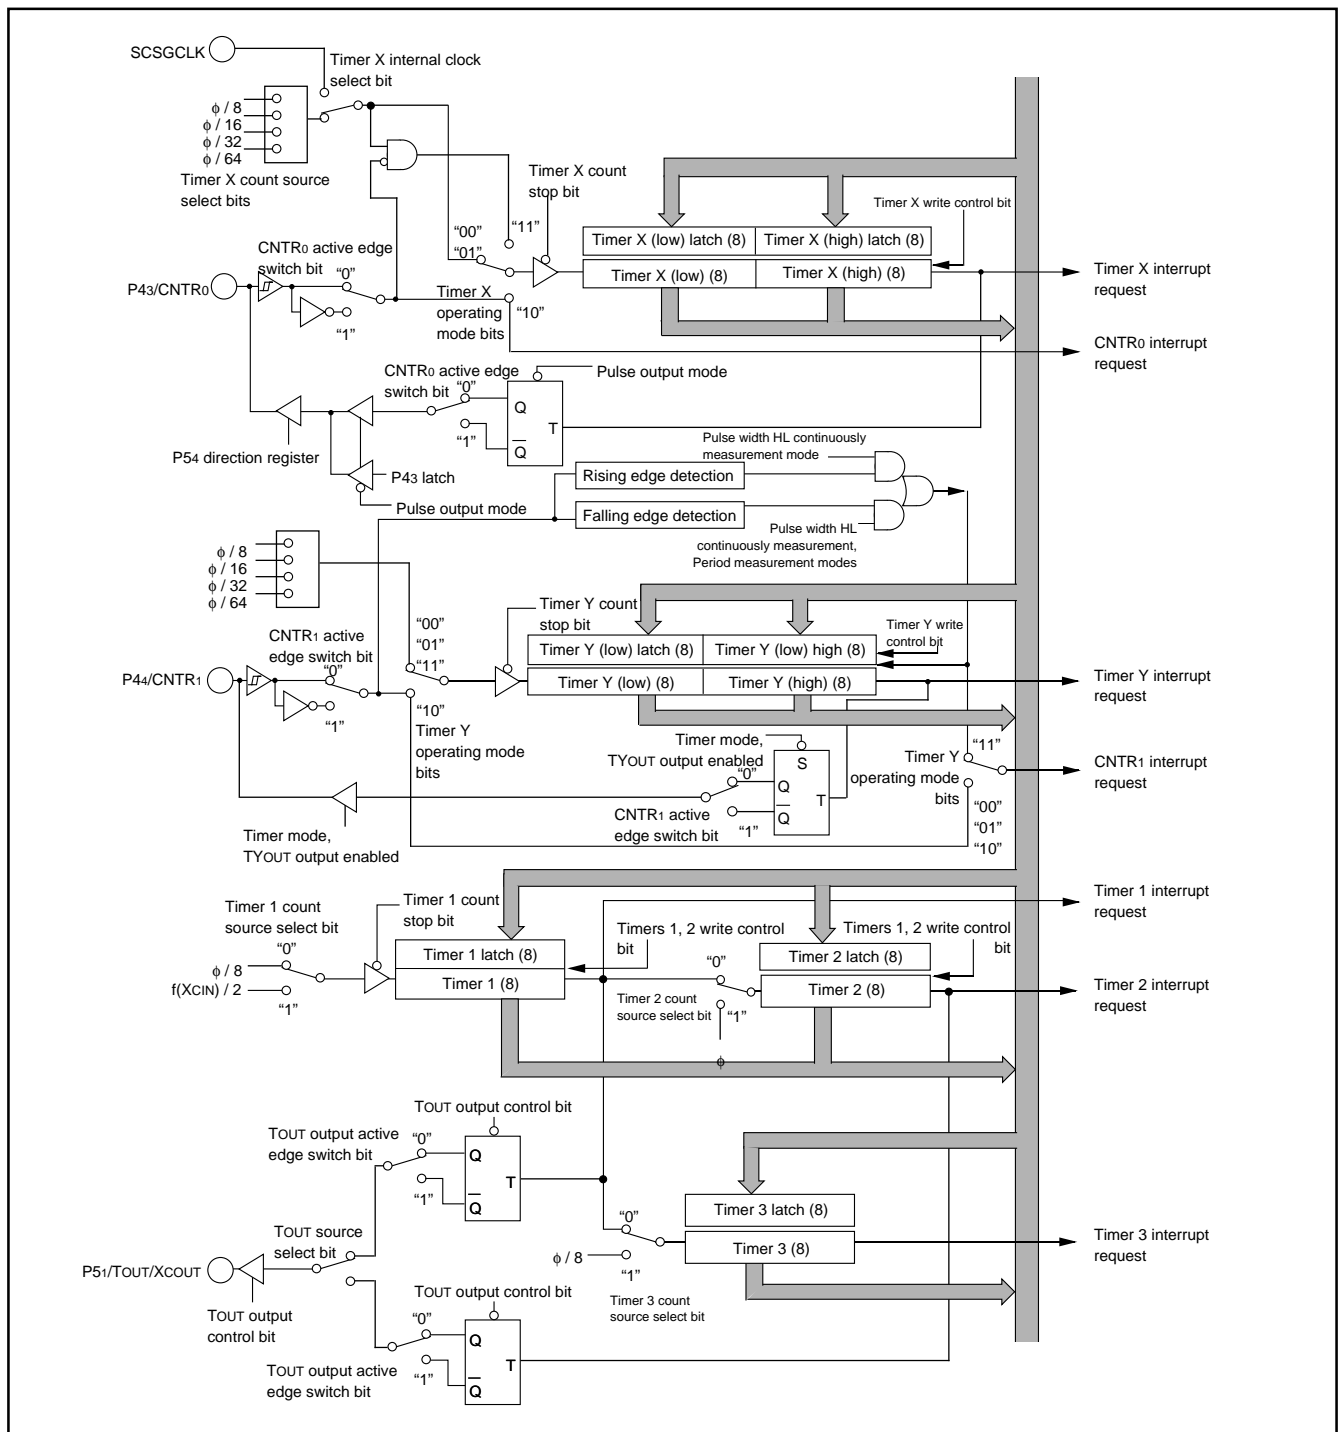 SCSGCLK
Timer X internal clock
select bit
ϕ / 8
ϕ / 16
ϕ / 32
ϕ / 64
Timer X count source
select bits
Timer X count
stop bit
Timer X write control bit
"00"
"01"
"11"
Timer X (low) latch (8)
Timer X (high) latch (8)
Timer X (low) (8)
Timer X (high) (8)
Timer X interrupt
request
CNTR0 active edge
switch bit
"0"
P43/CNTR0
"1"
Timer X
operating
mode bits
"10"
CNTR0 interrupt
request
CNTR0 active edge
switch bit
"0"
Pulse output mode
Q
T
"1"
Q
P54 direction register
P43 latch
Pulse output mode
Pulse width HL continuously
measurement mode
Rising edge detection
Falling edge detection
Pulse width HL
continuously measurement,
Period measurement modes
ϕ / 8
ϕ / 16
ϕ / 32
ϕ / 64
Timer Y count
stop bit
"00"
"01"
"11"
Timer Y (low) latch (8)
Timer Y (low) high (8)
Timer Y write
control bit
CNTR1 active
edge switch bit
"0"
P44/CNTR1
"1"
Timer Y (low) (8)
Timer Y (high) (8)
Timer Y interrupt
request
"10"
Timer Y
operating mode
bits
Timer mode,
TYOUT output enabled
S
"0"
Q
T
Q
CNTR1 active
edge switch bit
"1"
Timer Y
operating mode
bits
"11"
CNTR1 interrupt
request
"00"
"01"
"10"
Timer mode,
TYOUT output enabled
Timer 1 interrupt
request
Timer 1 count
source select bit
"0"
Timer 1 count
stop bit
Timers 1, 2 write control
bit
Timers 1, 2 write control
bit
ϕ / 8
f(XCIN) / 2
"1"
Timer 1 latch (8)
Timer 1 (8)
"0"
Timer 2 count
source select bit
"1"
ϕ
Timer 2 latch (8)
Timer 2 (8)
Timer 2 interrupt
request
TOUT output control bit
TOUT output active
edge switch bit
"0"
Q
T
"1"
Q
TOUT source
select bit
P51/TOUT/XCOUT
TOUT output
control bit
"0"
ϕ / 8
"1"
Timer 3 count
source select bit
Timer 3 latch (8)
Timer 3 (8)
Timer 3 interrupt
request
TOUT output control bit
"0"
Q
T
TOUT output active
edge switch bit
"1"
Q